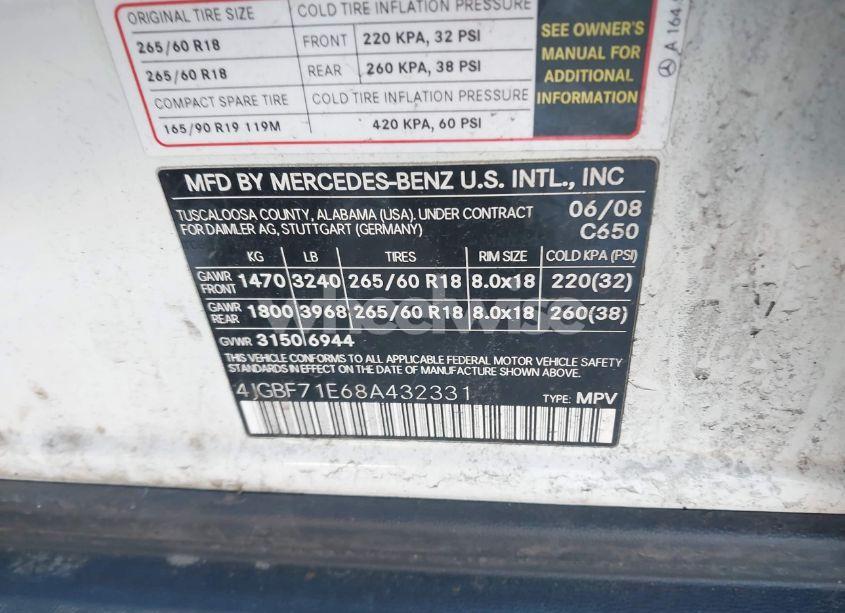 ORIGINAL TIRE SIZE COLD TIRE INFLATION PRESSURE
265/60 R18 FRONT 220 KPA, 32 PSI
265/60 R18 REAR 260 KPA, 38 PSI
COMPACT SPARE TIRE COLD TIRE INFLATION PRESSURE
165/90 R19 119M 420 KPA, 60 PSI
SEE OWNER'S
MANUAL FOR
ADDITIONAL
INFORMATION
A 164
MFD BY MERCEDES-BENZ U.S. INTL., INC
TUSCALOOSA COUNTY, ALABAMA (USA). UNDER CONTRACT 06/08
FOR DAIMLER AG, STUTTGART (GERMANY) C650
KG LB TIRES RIM SIZE COLD KPA (PSI)
GAWR FRONT 1470 3240 265/60 R18 8.0x18 220(32)
GAWR REAR 1800 3968 265/60 R18 8.0x18 260(38)
GVWR 3150 6944
THIS VEHICLE CONFORMS TO ALL APPLICABLE FEDERAL MOTOR VEHICLE SAFETY
STANDARDS IN EFFECT ON THE DATE OF MANUFACTURE SHOWN ABOVE.
4JGBF71E68A432331 TYPE: MPV
wheelwise